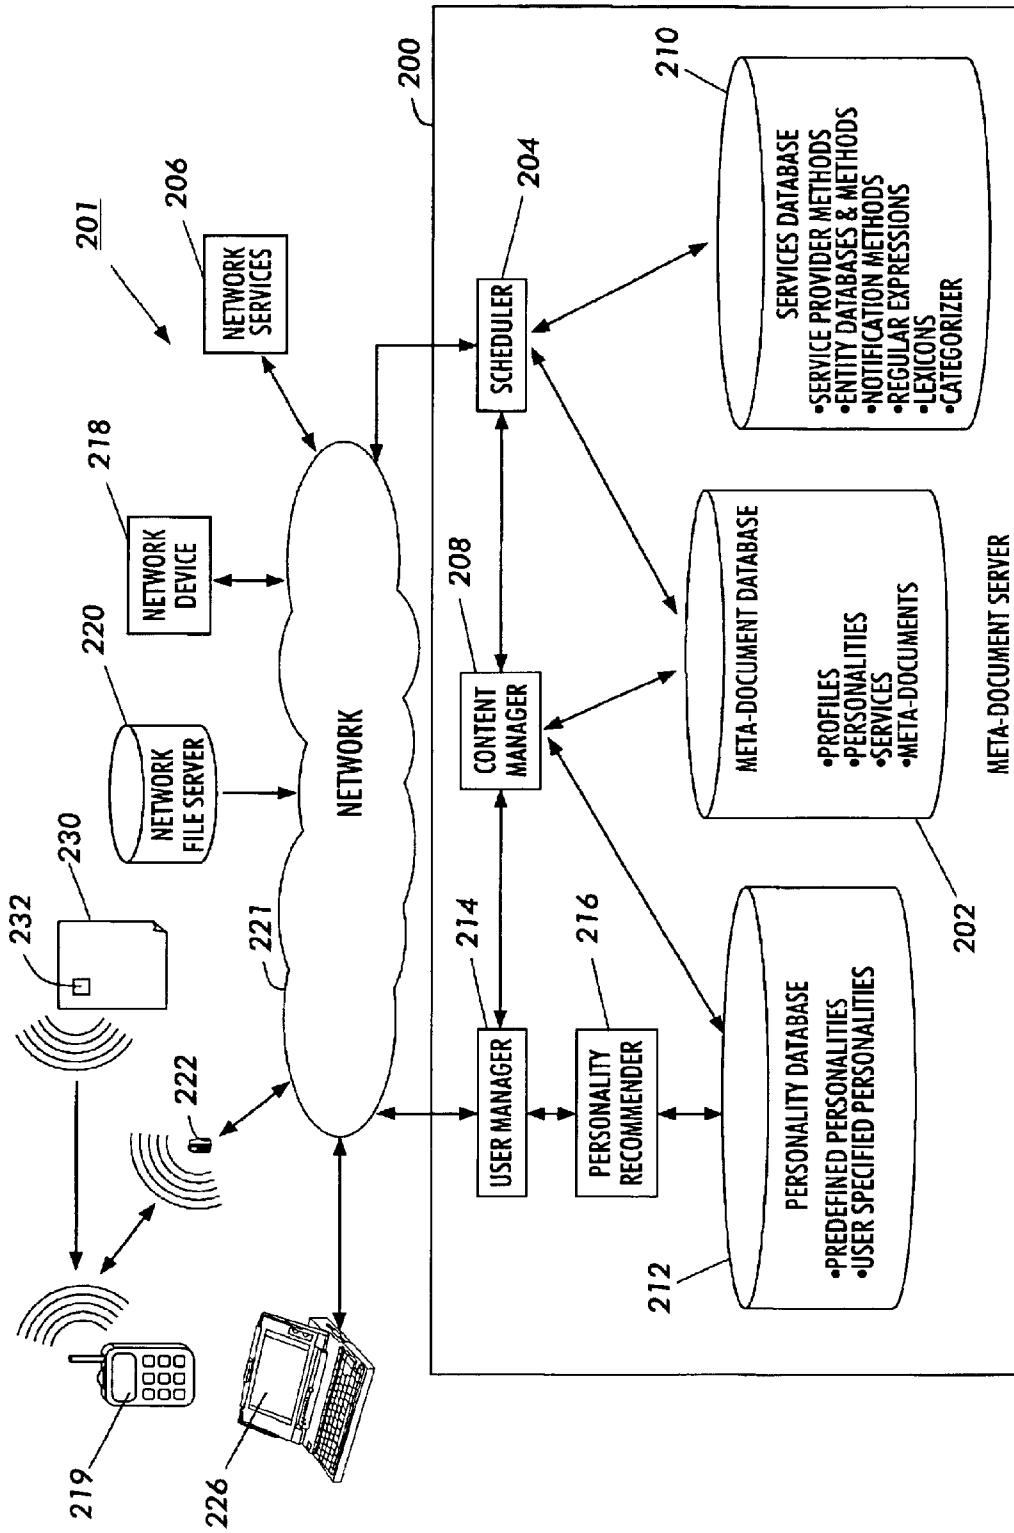 201
232
230
220
218
206
NETWORK
FILE SERVER
NETWORK
DEVICE
NETWORK
SERVICES
219
222
221
NETWORK
226
200
214
208
204
USER MANAGER
CONTENT
MANAGER
SCHEDULER
216
PERSONALITY
RECOMMENDER
212
PERSONALITY DATABASE
•PREDEFINED PERSONALITIES
•USER SPECIFIED PERSONALITIES
202
META-DOCUMENT DATABASE
•PROFILES
•PERSONALITIES
•SERVICES
•META-DOCUMENTS
210
SERVICES DATABASE
•SERVICE PROVIDER METHODS
•ENTITY DATABASES & METHODS
•NOTIFICATION METHODS
•REGULAR EXPRESSIONS
•LEXICONS
•CATEGORIZER
META-DOCUMENT SERVER